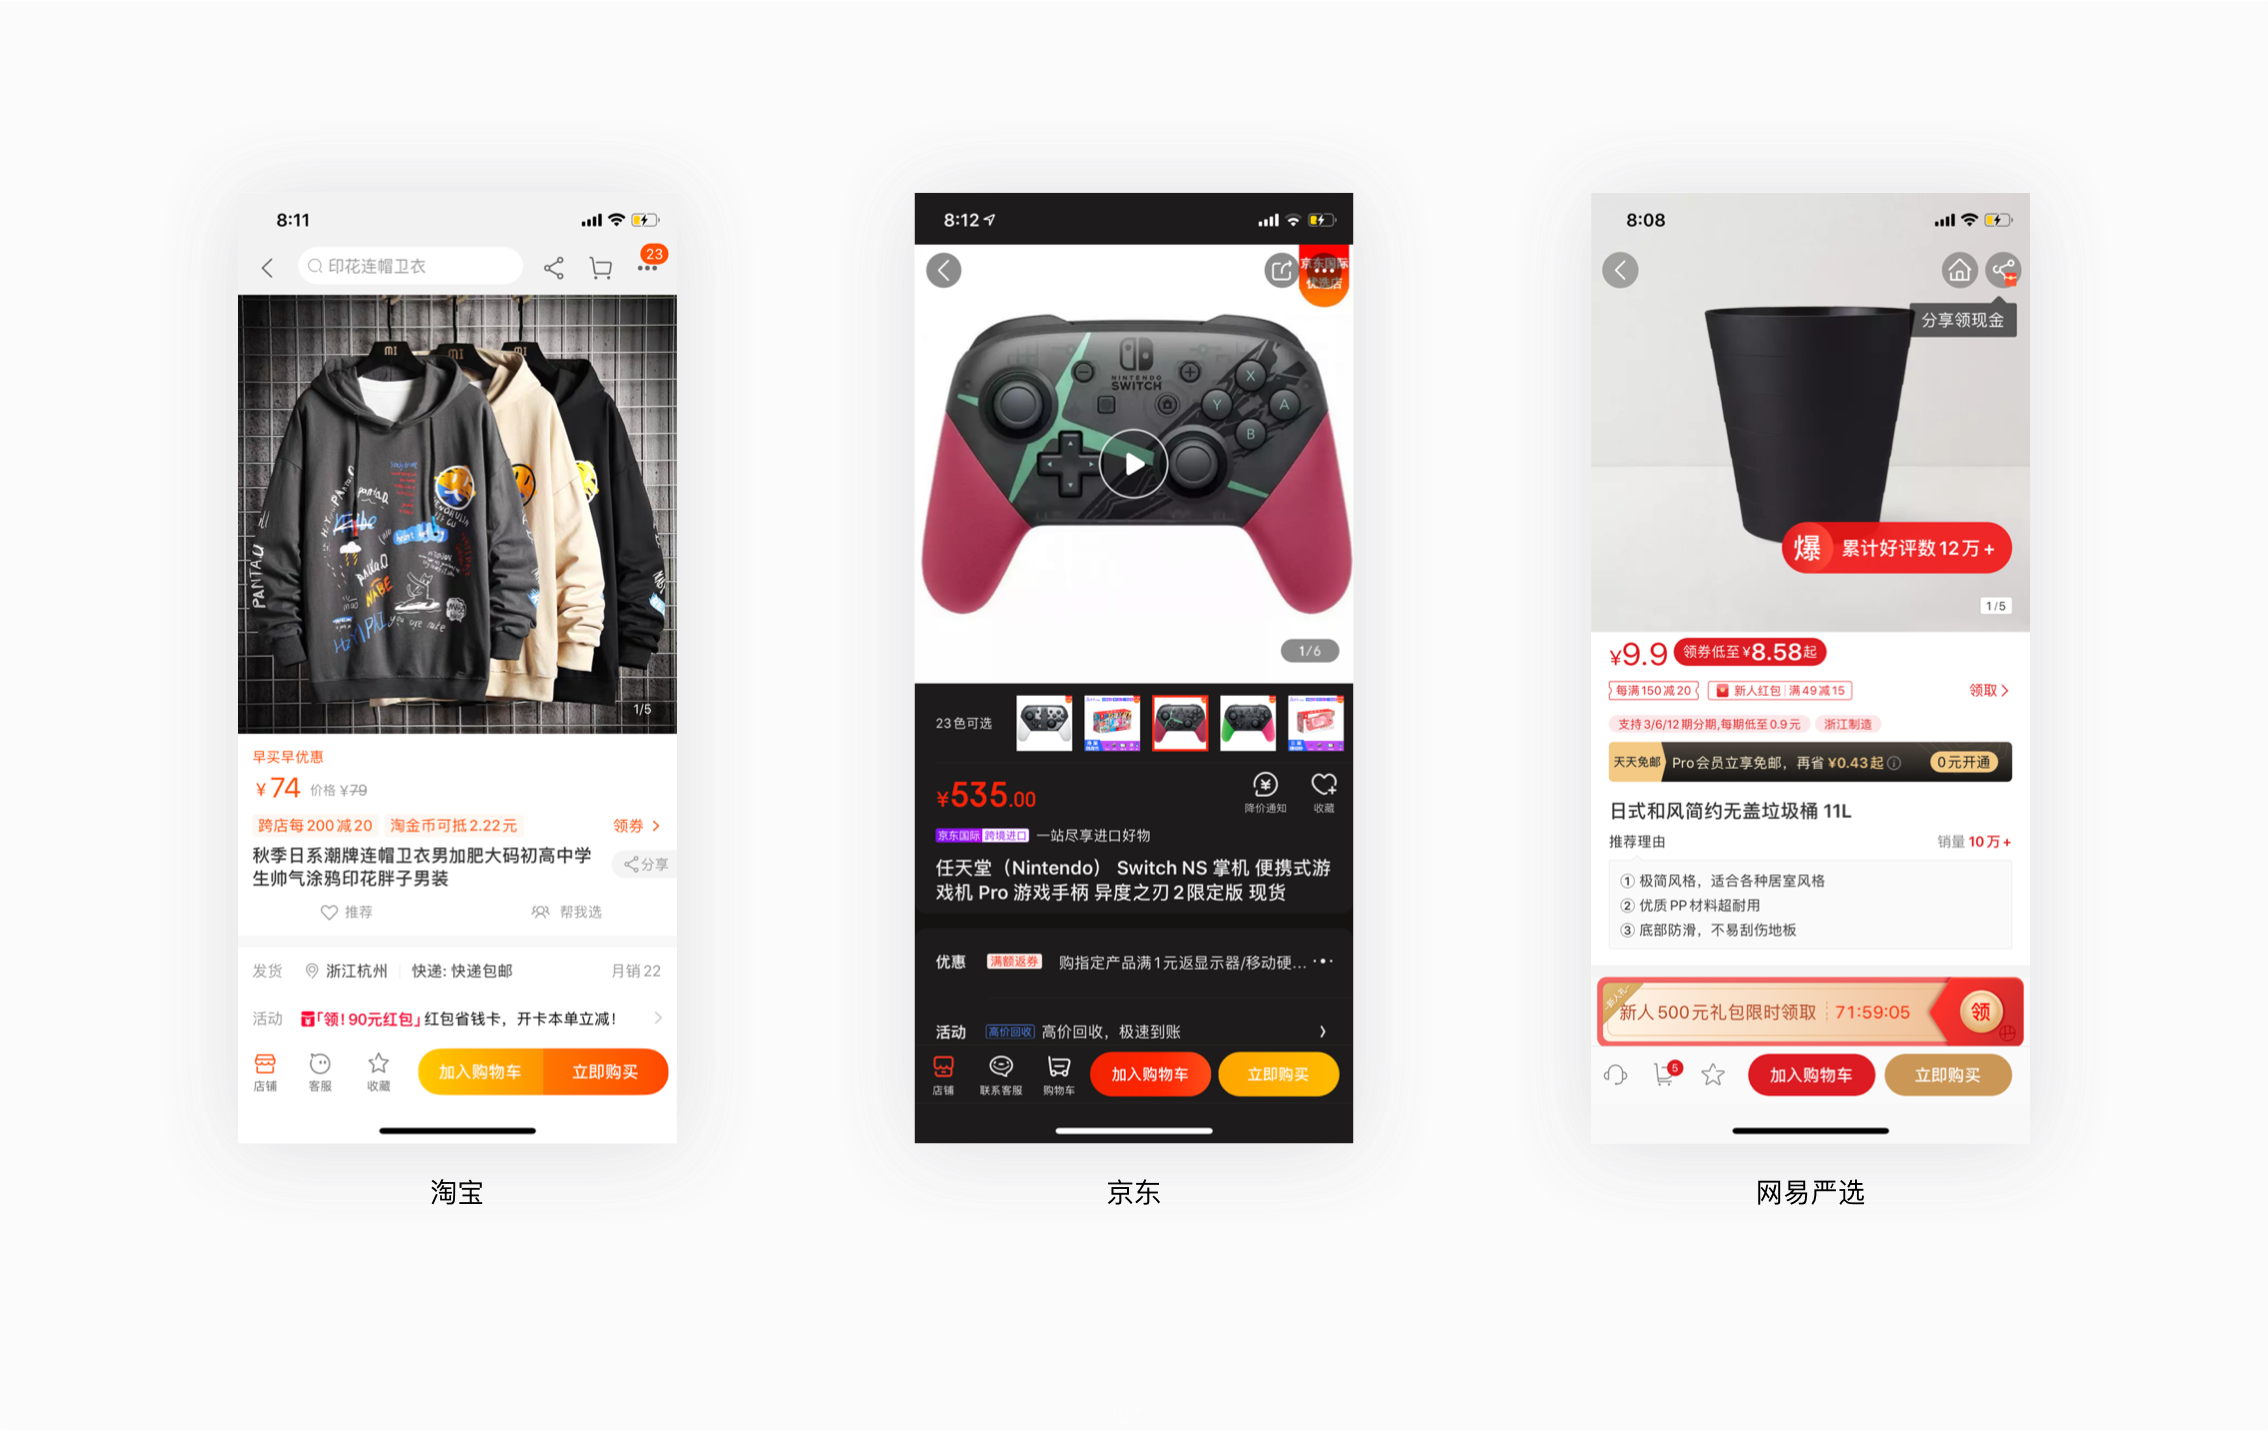 8:11
印花连帽卫衣
23
mi
mi
mi
PANTAU
1/5
早买早优惠
¥74 价格 ¥79
跨店每200减20 淘金币可抵2.22元 领券
秋季日系潮牌连帽卫衣男加肥大码初高中学
生帅气涂鸦印花胖子男装
分享
推荐 帮我选
发货 浙江杭州 快递: 快递包邮 月销22
活动 「领! 90元红包」红包省钱卡，开卡本单立减!
店铺 客服 收藏 加入购物车 立即购买
淘宝
8:12
京东国际
优选店
NINTENDO
SWITCH
X
Y A
B
1/6
23色可选
¥535.00
降价通知 收藏
京东国际 跨境进口 一站尽享进口好物
任天堂（Nintendo） Switch NS 掌机 便携式游
戏机 Pro 游戏手柄 异度之刃2限定版 现货
优惠 满额返券 购指定产品满1元返显示器/移动硬...
活动 高价回收 高价回收，极速到账
店铺 联系客服 购物车 加入购物车 立即购买
京东
8:08
分享领现金
爆 累计好评数12万+
1/5
¥9.9 领券低至¥8.58起
每满150减20 新人红包 满49减15 领取
支持3/6/12期分期,每期低至0.9元 浙江制造
天天免邮 Pro会员立享免邮，再省¥0.43起 0元开通
日式和风简约无盖垃圾桶 11L
推荐理由 销量 10万+
① 极简风格，适合各种居室风格
② 优质PP材料超耐用
③ 底部防滑，不易刮伤地板
新人礼
新人500元礼包限时领取 71:59:05 领
5
加入购物车 立即购买
网易严选